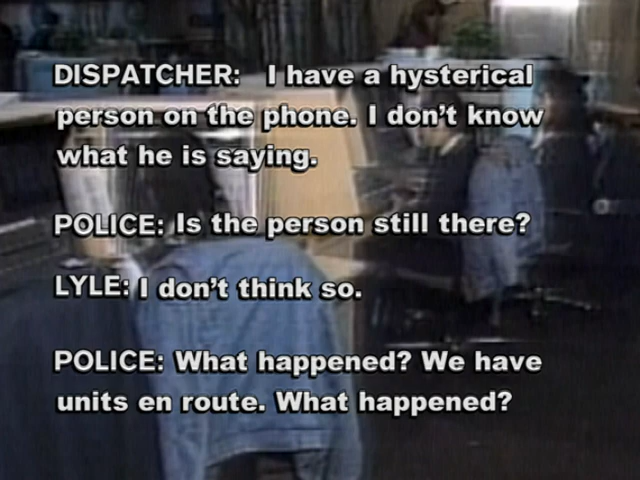 DISPATCHER: I have a hysterical
person on the phone. I don't know
what he is saying.
POLICE: Is the person still there?
LYLE: I don't think so.
POLICE: What happened? We have
units en route. What happened?